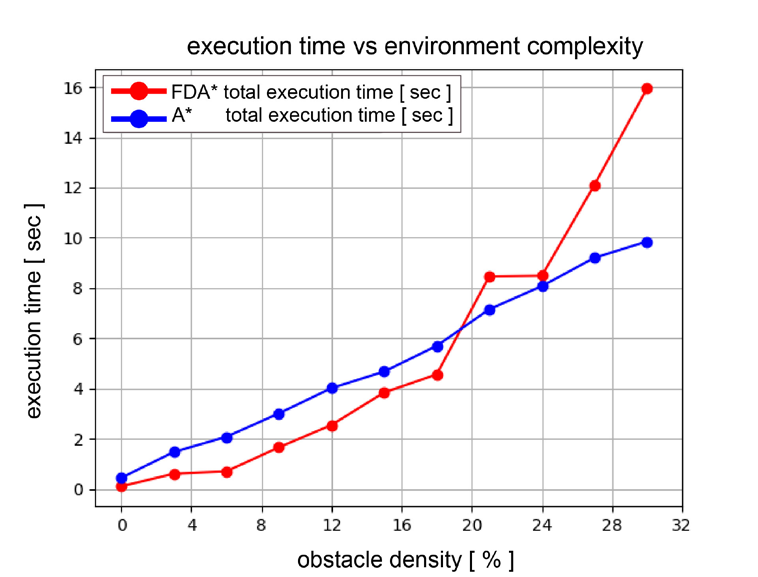 execution time vs environment complexity
FDA* total execution time [ sec ]
A* total execution time [ sec ]
16
14
12
10
8
6
4
2
0
execution time [ sec ]
0 4 8 12 16 20 24 28 32
obstacle density [ % ]